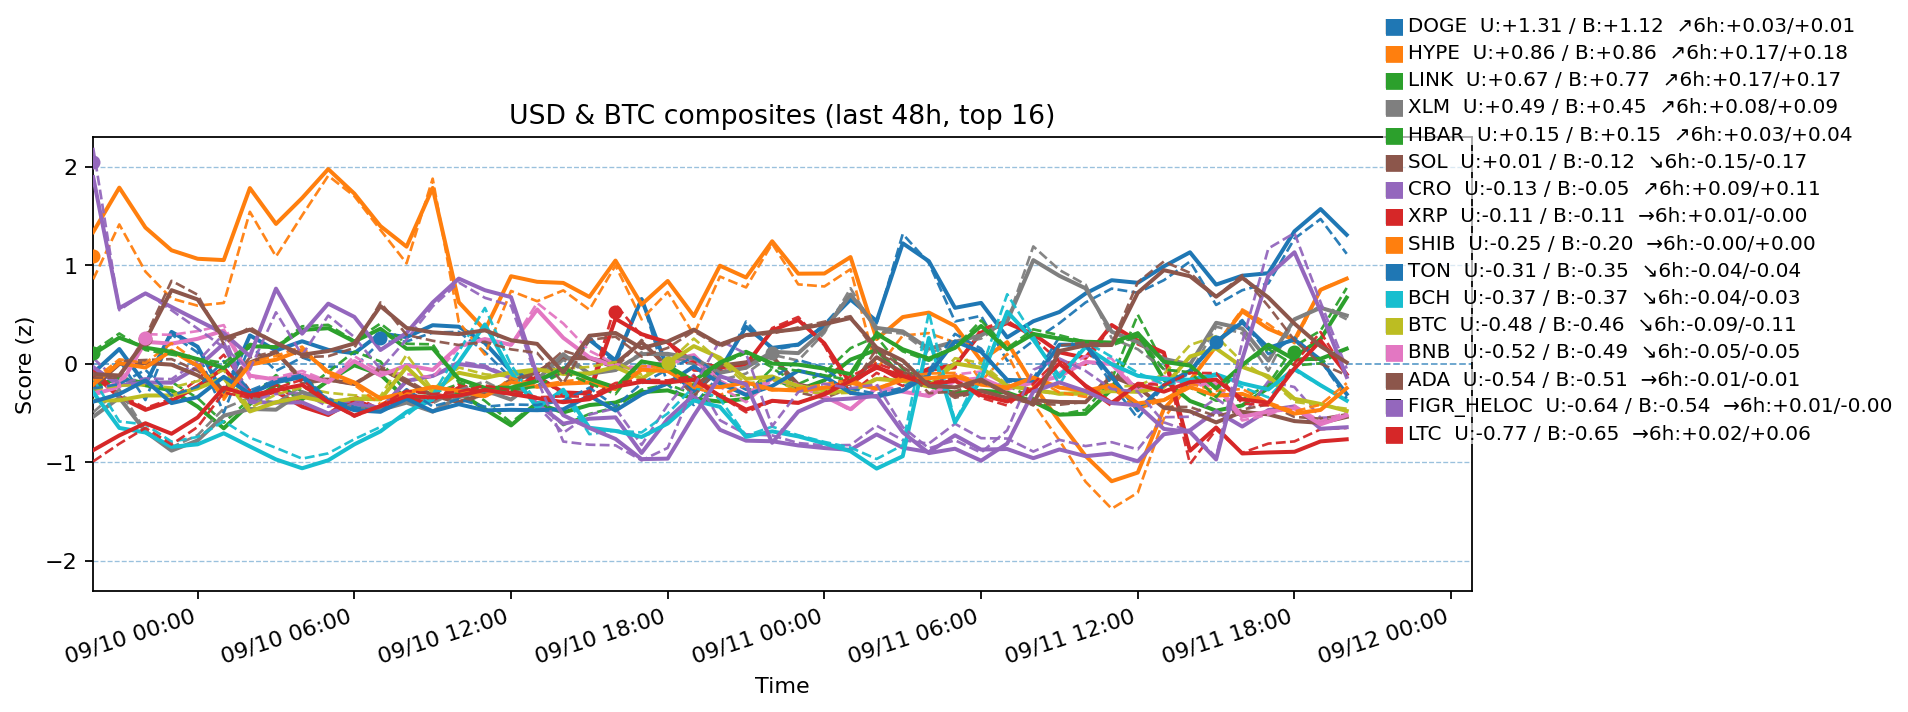 DOGE  U:+1.31 / B:+1.12  ↗6h:+0.03/+0.01
HYPE  U:+0.86 / B:+0.86  ↗6h:+0.17/+0.18
LINK  U:+0.67 / B:+0.77  ↗6h:+0.17/+0.17
XLM  U:+0.49 / B:+0.45  ↗6h:+0.08/+0.09
HBAR  U:+0.15 / B:+0.15  ↗6h:+0.03/+0.04
SOL  U:+0.01 / B:-0.12  ↘6h:-0.15/-0.17
CRO  U:-0.13 / B:-0.05  ↗6h:+0.09/+0.11
XRP  U:-0.11 / B:-0.11  →6h:+0.01/-0.00
SHIB  U:-0.25 / B:-0.20  →6h:-0.00/+0.00
TON  U:-0.31 / B:-0.35  ↘6h:-0.04/-0.04
BCH  U:-0.37 / B:-0.37  ↘6h:-0.04/-0.03
BTC  U:-0.48 / B:-0.46  ↘6h:-0.09/-0.11
BNB  U:-0.52 / B:-0.49  ↘6h:-0.05/-0.05
ADA  U:-0.54 / B:-0.51  →6h:-0.01/-0.01
FIGR_HELOC  U:-0.64 / B:-0.54  →6h:+0.01/-0.00
LTC  U:-0.77 / B:-0.65  →6h:+0.02/+0.06
USD & BTC composites (last 48h, top 16)
Score (z)
2
1
0
−1
−2
09/10 00:00
09/10 06:00
09/10 12:00
09/10 18:00
09/11 00:00
09/11 06:00
09/11 12:00
09/11 18:00
09/12 00:00
Time